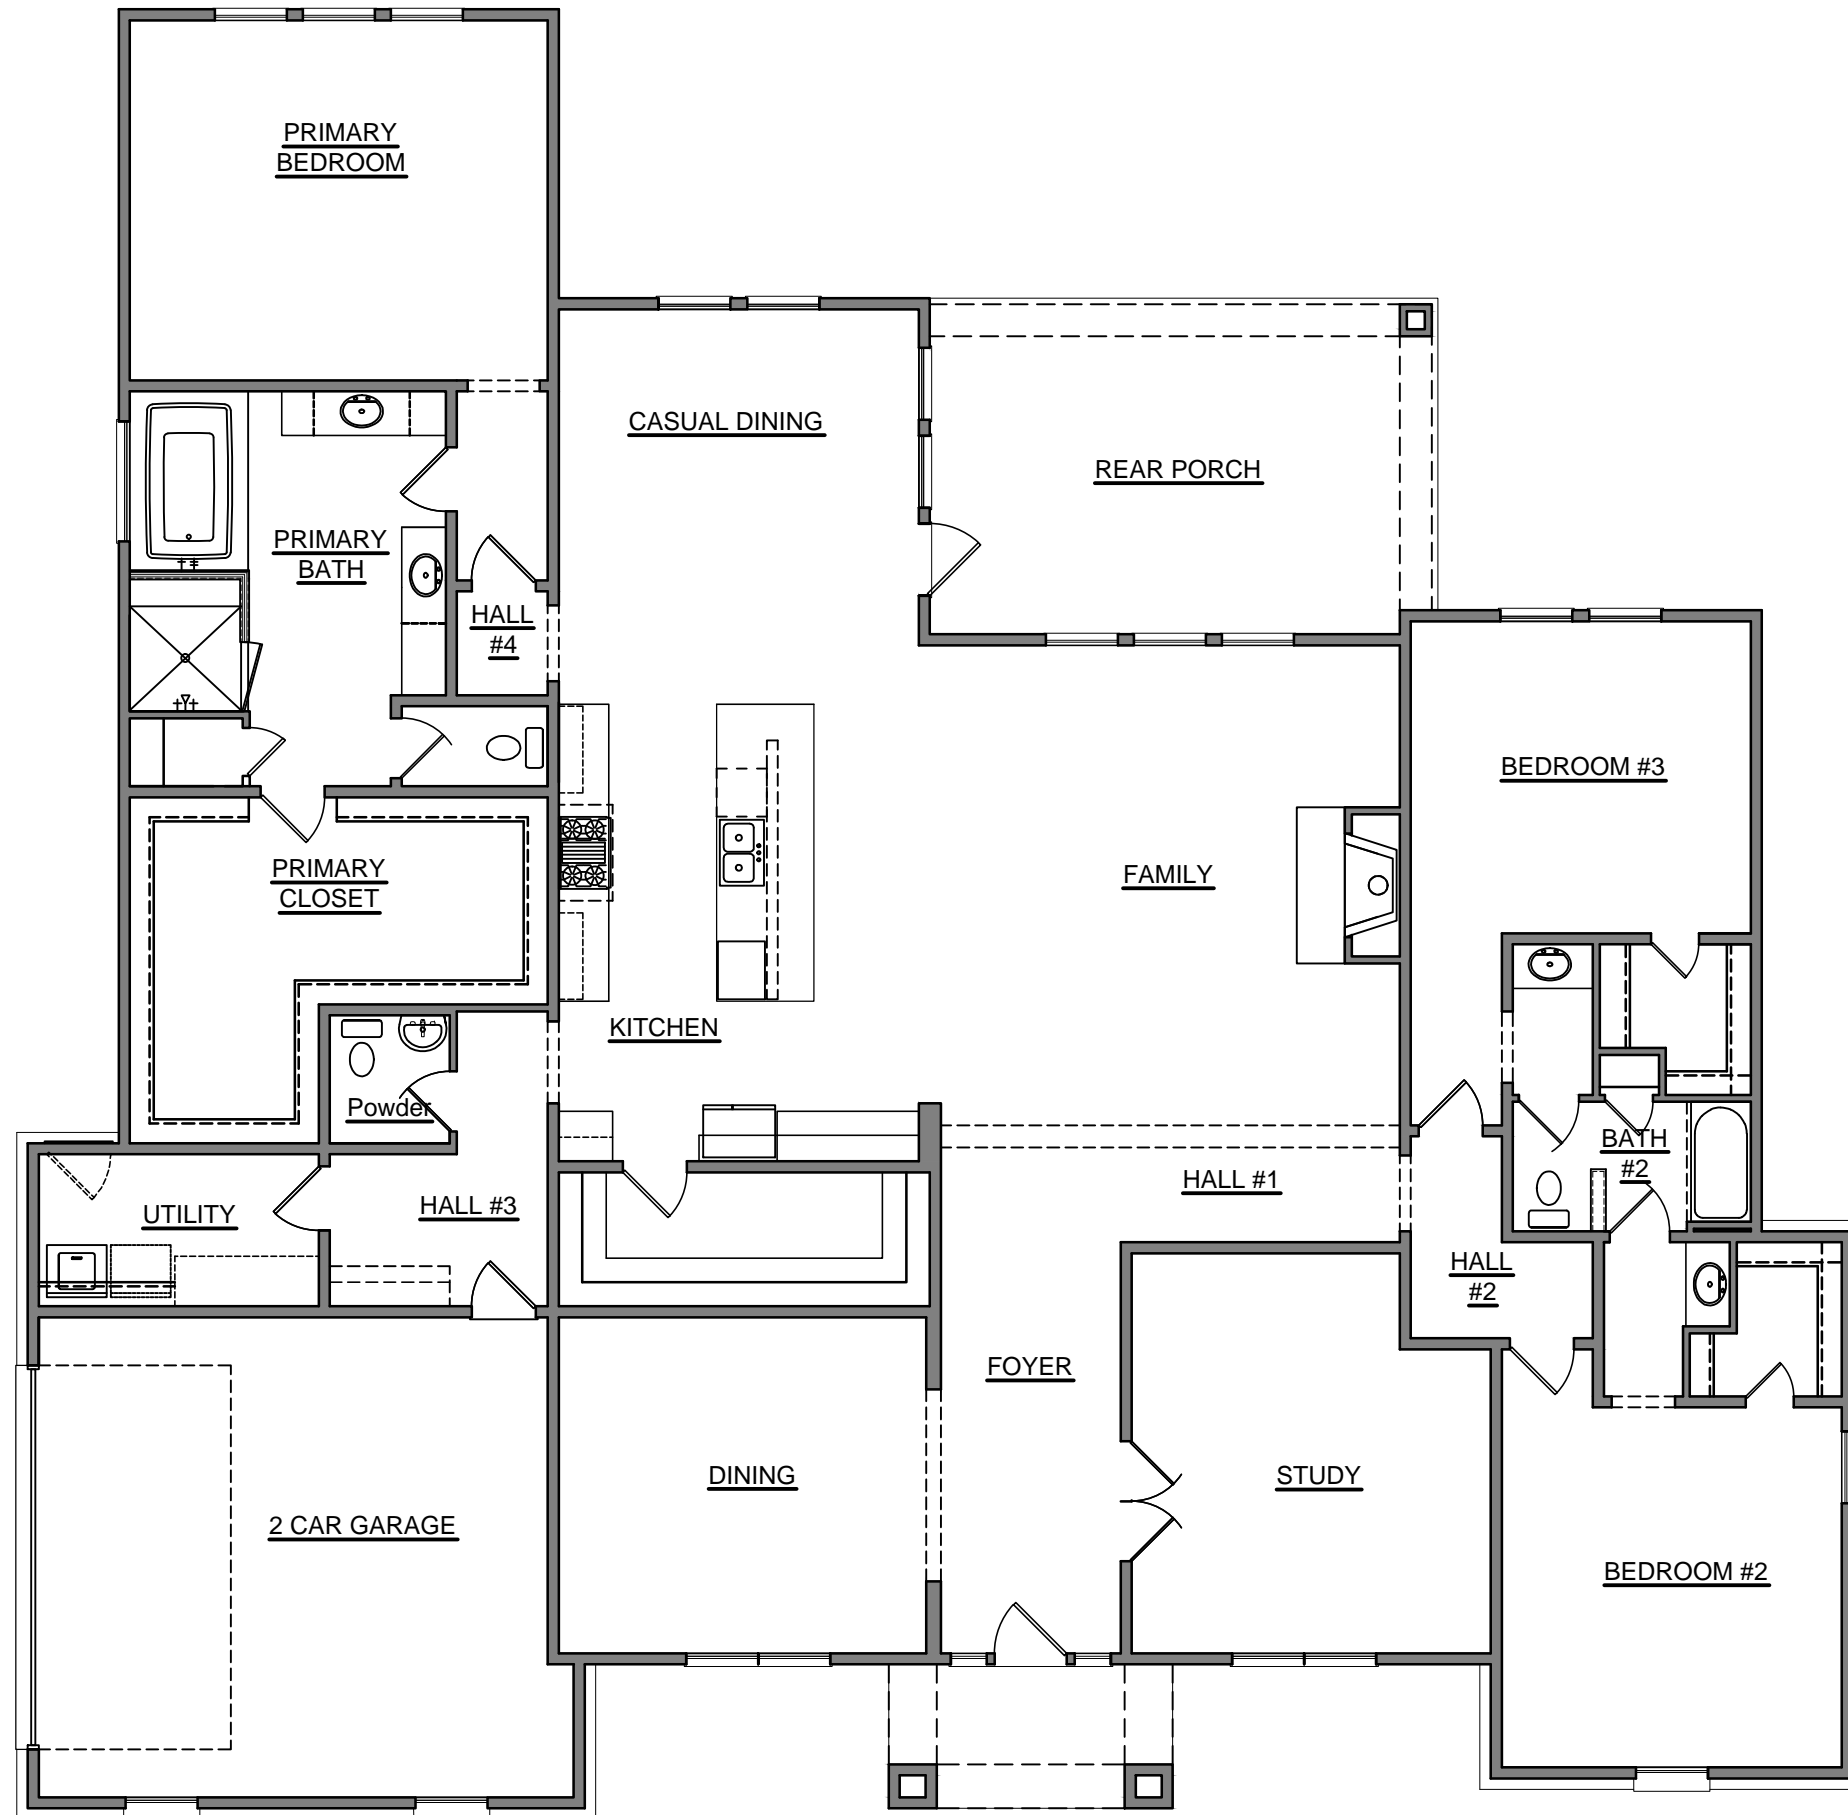 PRIMARY
BEDROOM
CASUAL DINING
REAR PORCH
PRIMARY
BATH
HALL
#4
BEDROOM #3
PRIMARY
CLOSET
FAMILY
KITCHEN
Powder
BATH
#2
HALL #1
HALL #3
UTILITY
HALL
#2
FOYER
DINING
STUDY
2 CAR GARAGE
BEDROOM #2